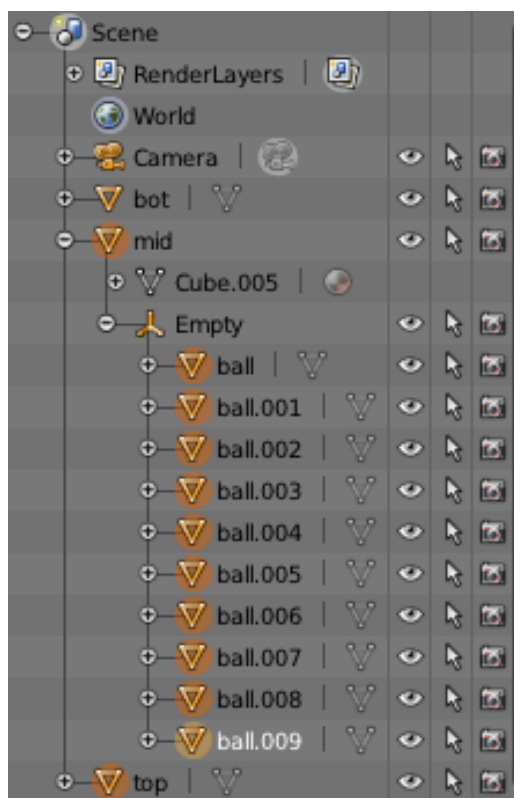 Scene
RenderLayers
World
Camera
bot
mid
Cube.005
Empty
ball
ball.001
ball.002
ball.003
ball.004
ball.005
ball.006
ball.007
ball.008
ball.009
top